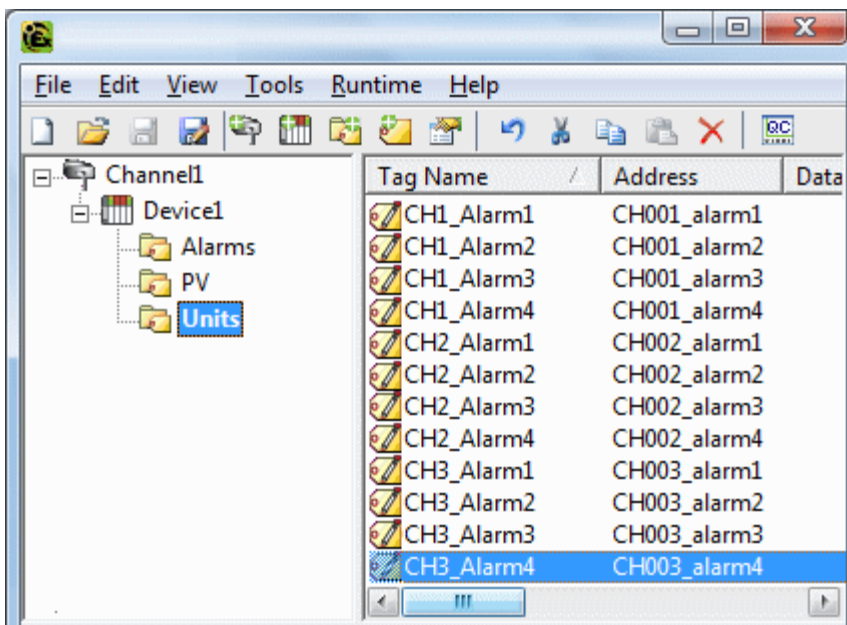 File Edit View Tools Runtime Help
QC
Channel1
Device1
Alarms
PV
Units
Tag Name Address Data
CH1_Alarm1 CH001_alarm1
CH1_Alarm2 CH001_alarm2
CH1_Alarm3 CH001_alarm3
CH1_Alarm4 CH001_alarm4
CH2_Alarm1 CH002_alarm1
CH2_Alarm2 CH002_alarm2
CH2_Alarm3 CH002_alarm3
CH2_Alarm4 CH002_alarm4
CH3_Alarm1 CH003_alarm1
CH3_Alarm2 CH003_alarm2
CH3_Alarm3 CH003_alarm3
CH3_Alarm4 CH003_alarm4